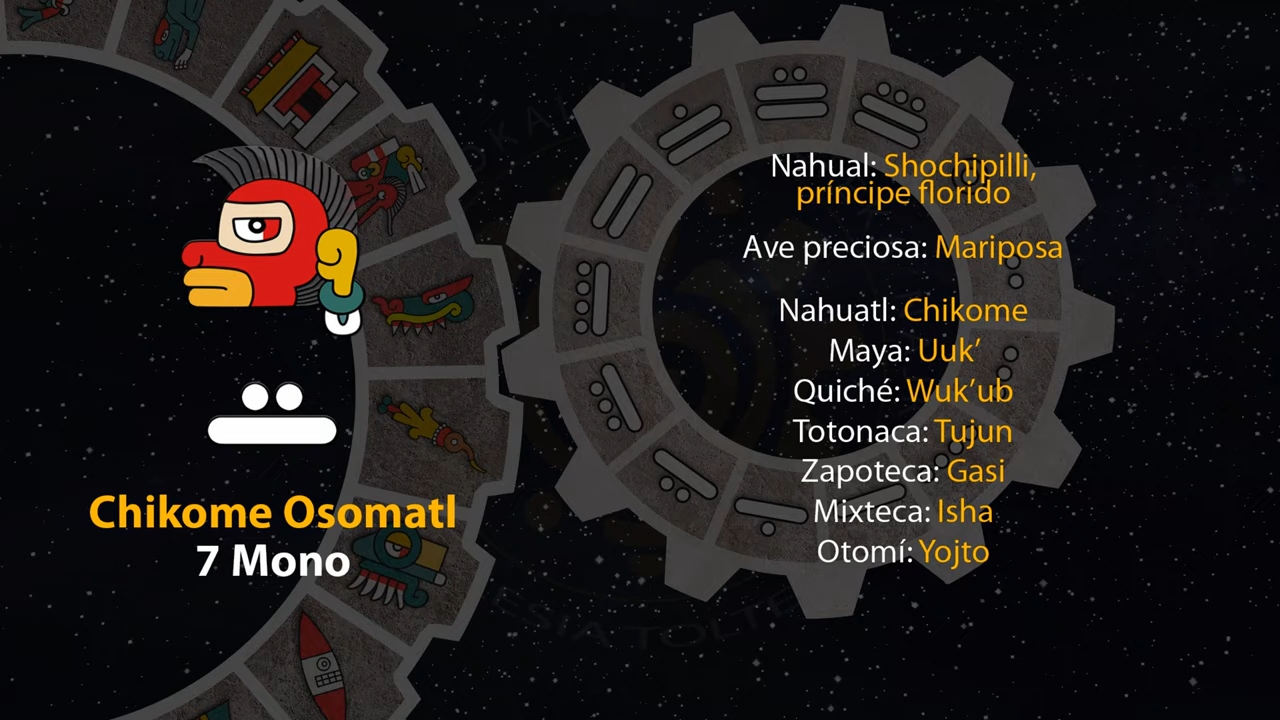 Nahual: Shochipilli,
príncipe florido
Ave preciosa: Mariposa
Nahuatl: Chikome
Maya: Uuk’
Quiché: Wuk’ub
Totonaca: Tujun
Zapoteca: Gasi
Mixteca: Isha
Otomí: Yojto
Chikome Osomatl
7 Mono